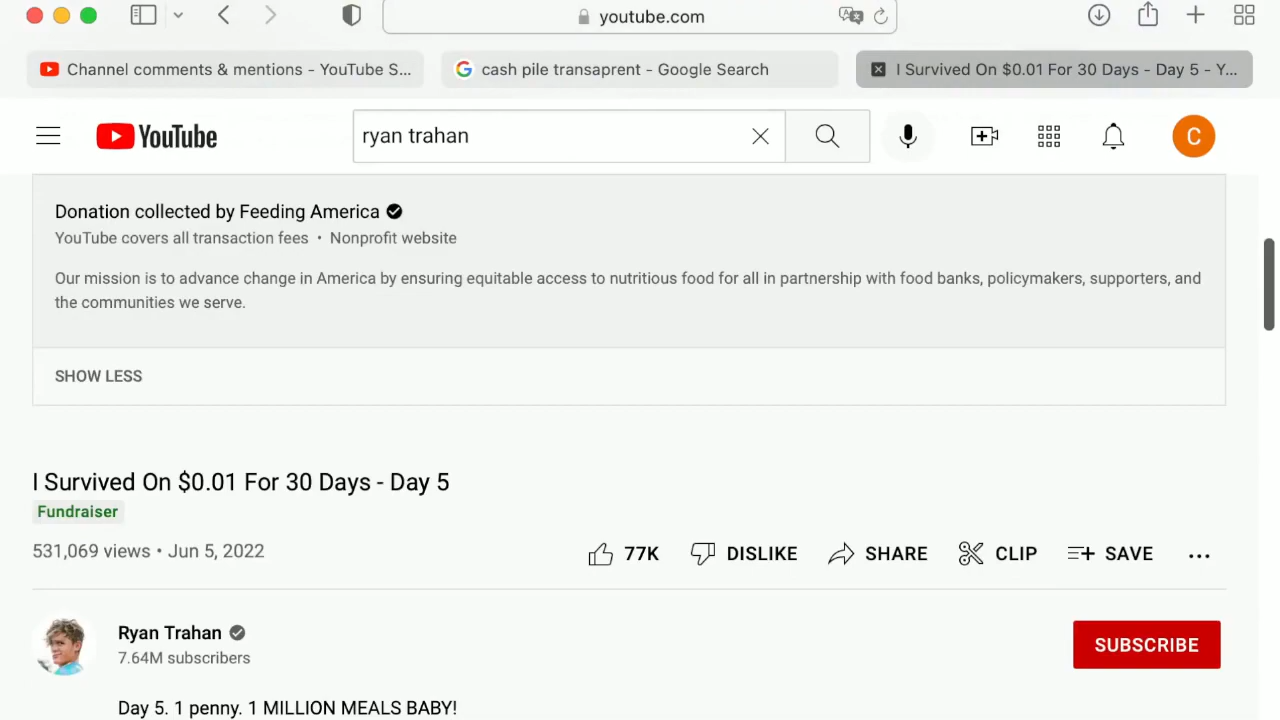 youtube.com
Channel comments & mentions - YouTube S...
cash pile transaprent - Google Search
I Survived On $0.01 For 30 Days - Day 5 - Y...
YouTube
ryan trahan
C
Donation collected by Feeding America
YouTube covers all transaction fees • Nonprofit website
Our mission is to advance change in America by ensuring equitable access to nutritious food for all in partnership with food banks, policymakers, supporters, and
the communities we serve.
SHOW LESS
I Survived On $0.01 For 30 Days - Day 5
Fundraiser
531,069 views • Jun 5, 2022
77K
DISLIKE
SHARE
CLIP
SAVE
Ryan Trahan
7.64M subscribers
SUBSCRIBE
Day 5. 1 penny. 1 MILLION MEALS BABY!